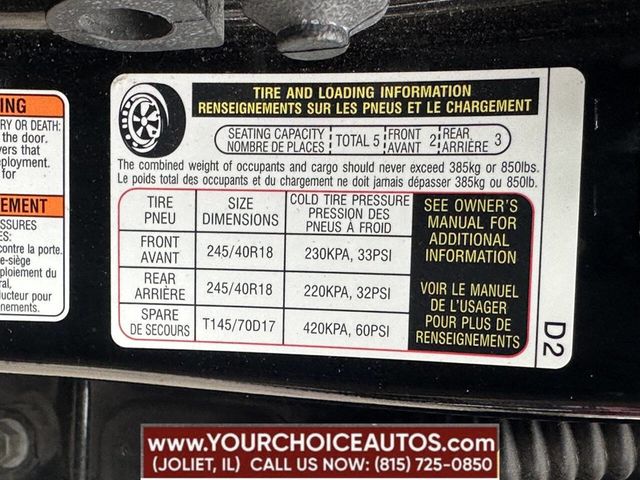 TIRE AND LOADING INFORMATION
RENSEIGNEMENTS SUR LES PNEUS ET LE CHARGEMENT
SEATING CAPACITY
NOMBRE DE PLACES
TOTAL 5
FRONT
AVANT 2
REAR
ARRIÈRE 3
The combined weight of occupants and cargo should never exceed 385kg or 850lbs.
Le poids total des occupants et du chargement ne doit jamais dépasser 385kg ou 850lb.
TIRE
PNEU
SIZE
DIMENSIONS
COLD TIRE PRESSURE
PRESSION DES
PNEUS À FROID
FRONT
AVANT
245/40R18
230KPA, 33PSI
REAR
ARRIÈRE
245/40R18
220KPA, 32PSI
SPARE
DE SECOURS
T145/70D17
420KPA, 60PSI
SEE OWNER'S
MANUAL FOR
ADDITIONAL
INFORMATION
VOIR LE MANUEL
DE L'USAGER
POUR PLUS DE
RENSEIGNEMENTS
D2
ING
RY OR DEATH:
the door.
vers that
eployment.
for
EMENT
SSURES
ES:
contre la porte.
e-siège
ploiement du
ral,
ducteur pour
nements.
WWW.YOURCHOICEAUTOS.COM
(JOLIET, IL) CALL US NOW: (815) 725-0850